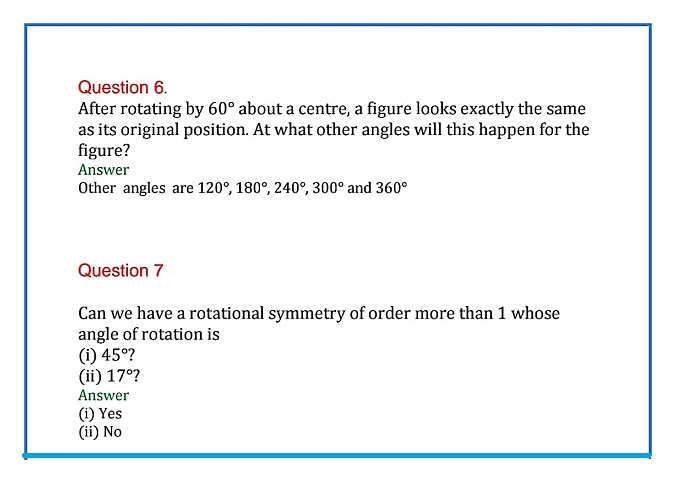 Question 6.
After rotating by 60° about a centre, a figure looks exactly the same
as its original position. At what other angles will this happen for the
figure?
Answer
Other angles are 120°, 180°, 240°, 300° and 360°
Question 7
Can we have a rotational symmetry of order more than 1 whose
angle of rotation is
(i) 45°?
(ii) 17°?
Answer
(i) Yes
(ii) No